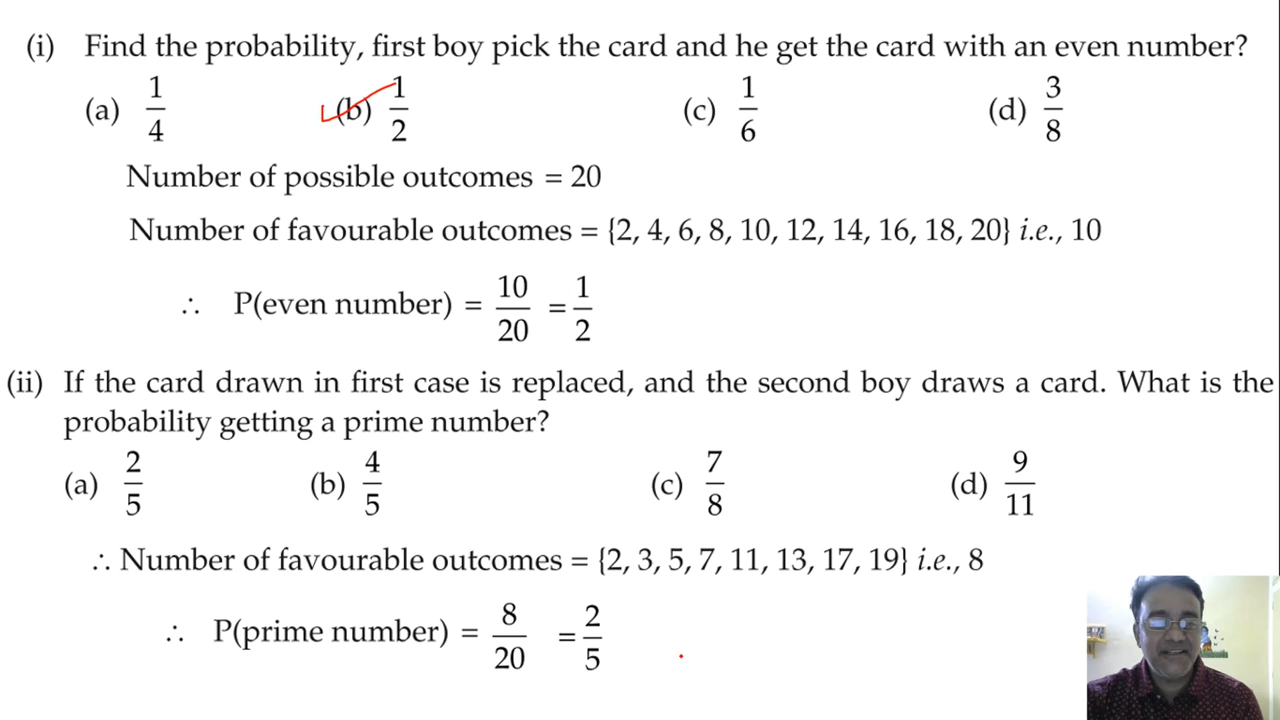 (i) Find the probability, first boy pick the card and he get the card with an even number?
(a) 1/4 (b) 1/2 (c) 1/6 (d) 3/8
Number of possible outcomes = 20
Number of favourable outcomes = {2, 4, 6, 8, 10, 12, 14, 16, 18, 20} i.e., 10
∴ P(even number) = 10/20 = 1/2
(ii) If the card drawn in first case is replaced, and the second boy draws a card. What is the
probability getting a prime number?
(a) 2/5 (b) 4/5 (c) 7/8 (d) 9/11
∴ Number of favourable outcomes = {2, 3, 5, 7, 11, 13, 17, 19} i.e., 8
∴ P(prime number) = 8/20 = 2/5